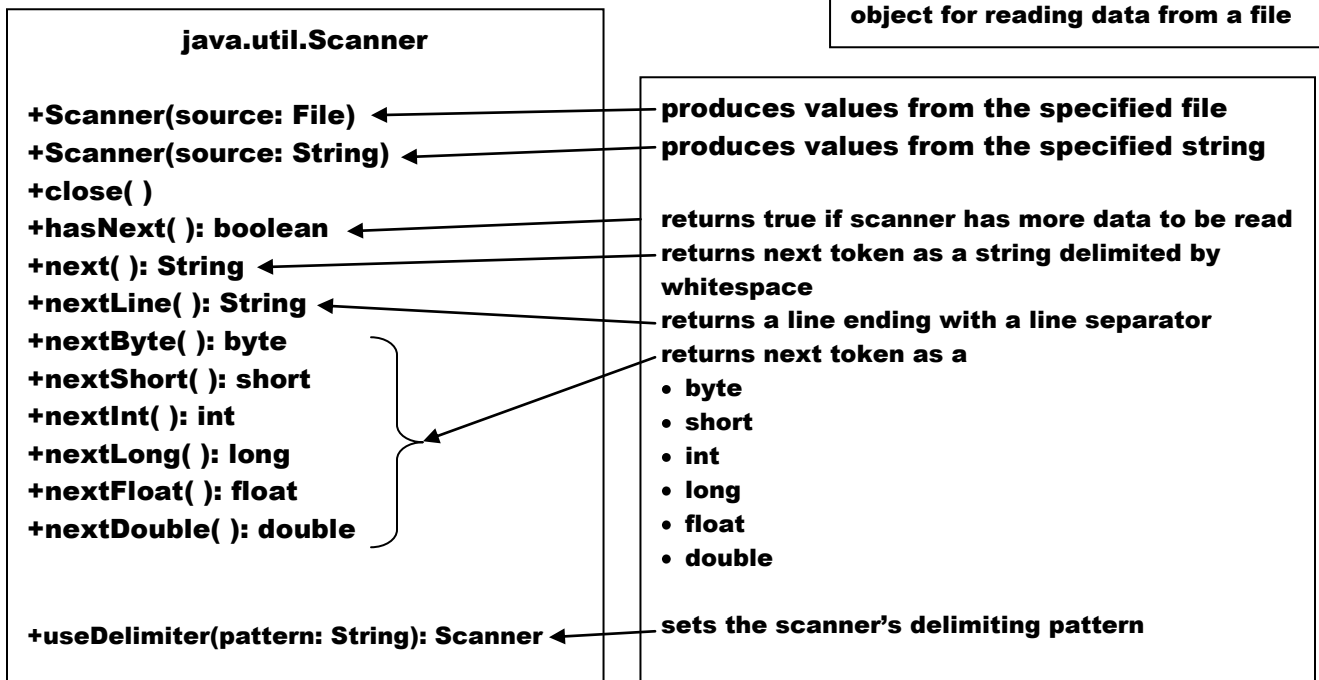 object for reading data from a file
java.util.Scanner
+Scanner(source: File)
+Scanner(source: String)
+close( )
+hasNext( ): boolean
+next( ): String
+nextLine( ): String
+nextByte( ): byte
+nextShort( ): short
+nextInt( ): int
+nextLong( ): long
+nextFloat( ): float
+nextDouble( ): double
+useDelimiter(pattern: String): Scanner
produces values from the specified file
produces values from the specified string
returns true if scanner has more data to be read
returns next token as a string delimited by
whitespace
returns a line ending with a line separator
returns next token as a
• byte
• short
• int
• long
• float
• double
sets the scanner’s delimiting pattern